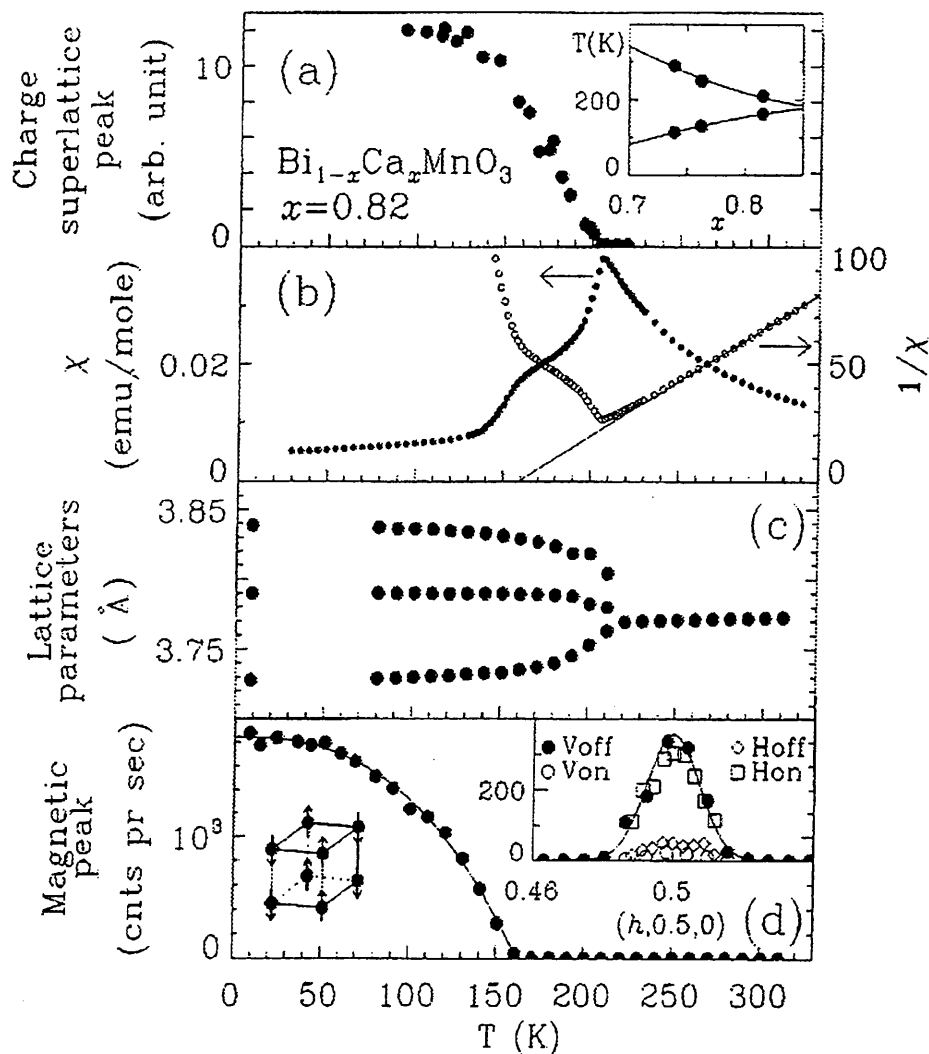 Charge
superlattice
peak
(arb. unit)
10
0
(a)
Bi₁₋ₓCaₓMnO₃
x=0.82
T(K)
200
0
0.7
0.8
x
χ
(emu/mole)
0.02
0
(b)
100
50
0
1/χ
Lattice
parameters
(Å)
3.85
3.75
(c)
Magnetic
peak
(cnts pr sec)
10³
0
Voff
Von
Hoff
Hon
200
0
0.46
0.5
(h,0.5,0)
(d)
0
50
100
150
200
250
300
T (K)